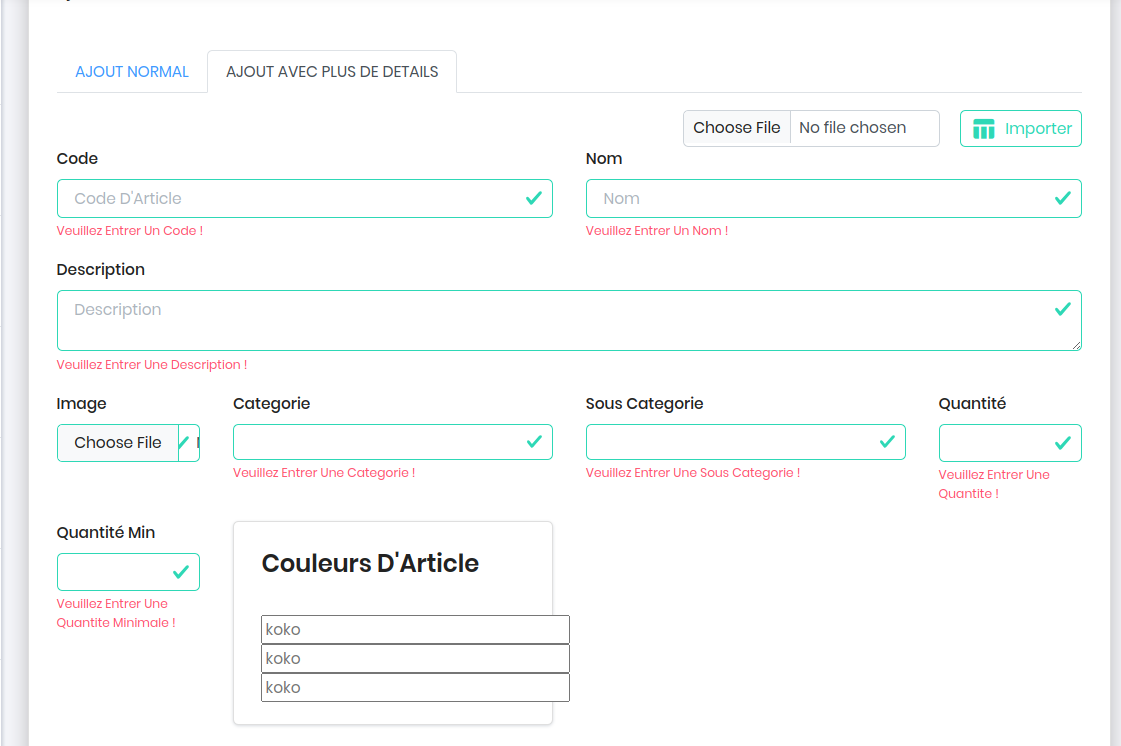 AJOUT NORMAL
AJOUT AVEC PLUS DE DETAILS
Choose File No file chosen
Importer
Code
Nom
Code D'Article
Nom
Veuillez Entrer Un Code !
Veuillez Entrer Un Nom !
Description
Description
Veuillez Entrer Une Description !
Image
Categorie
Sous Categorie
Quantité
Choose File
Veuillez Entrer Une Categorie !
Veuillez Entrer Une Sous Categorie !
Veuillez Entrer Une
Quantite !
Quantité Min
Veuillez Entrer Une
Quantite Minimale !
Couleurs D'Article
koko
koko
koko